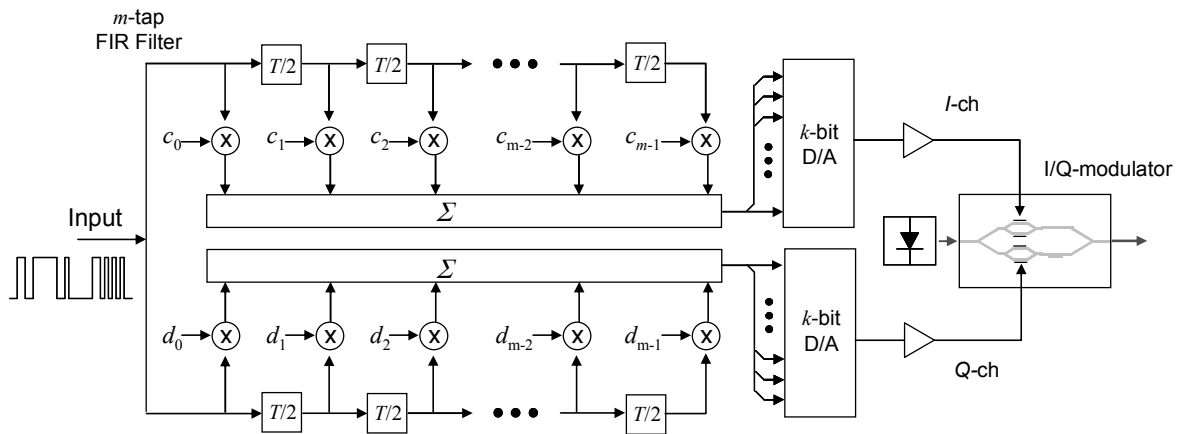 m-tap
FIR Filter
T/2 T/2 T/2
c0 X c1 X c2 X cm-2 X cm-1 X
Σ
k-bit
D/A
I-ch
I/Q-modulator
Input
Σ
d0 X d1 X d2 X dm-2 X dm-1 X
k-bit
D/A
Q-ch
T/2 T/2 T/2